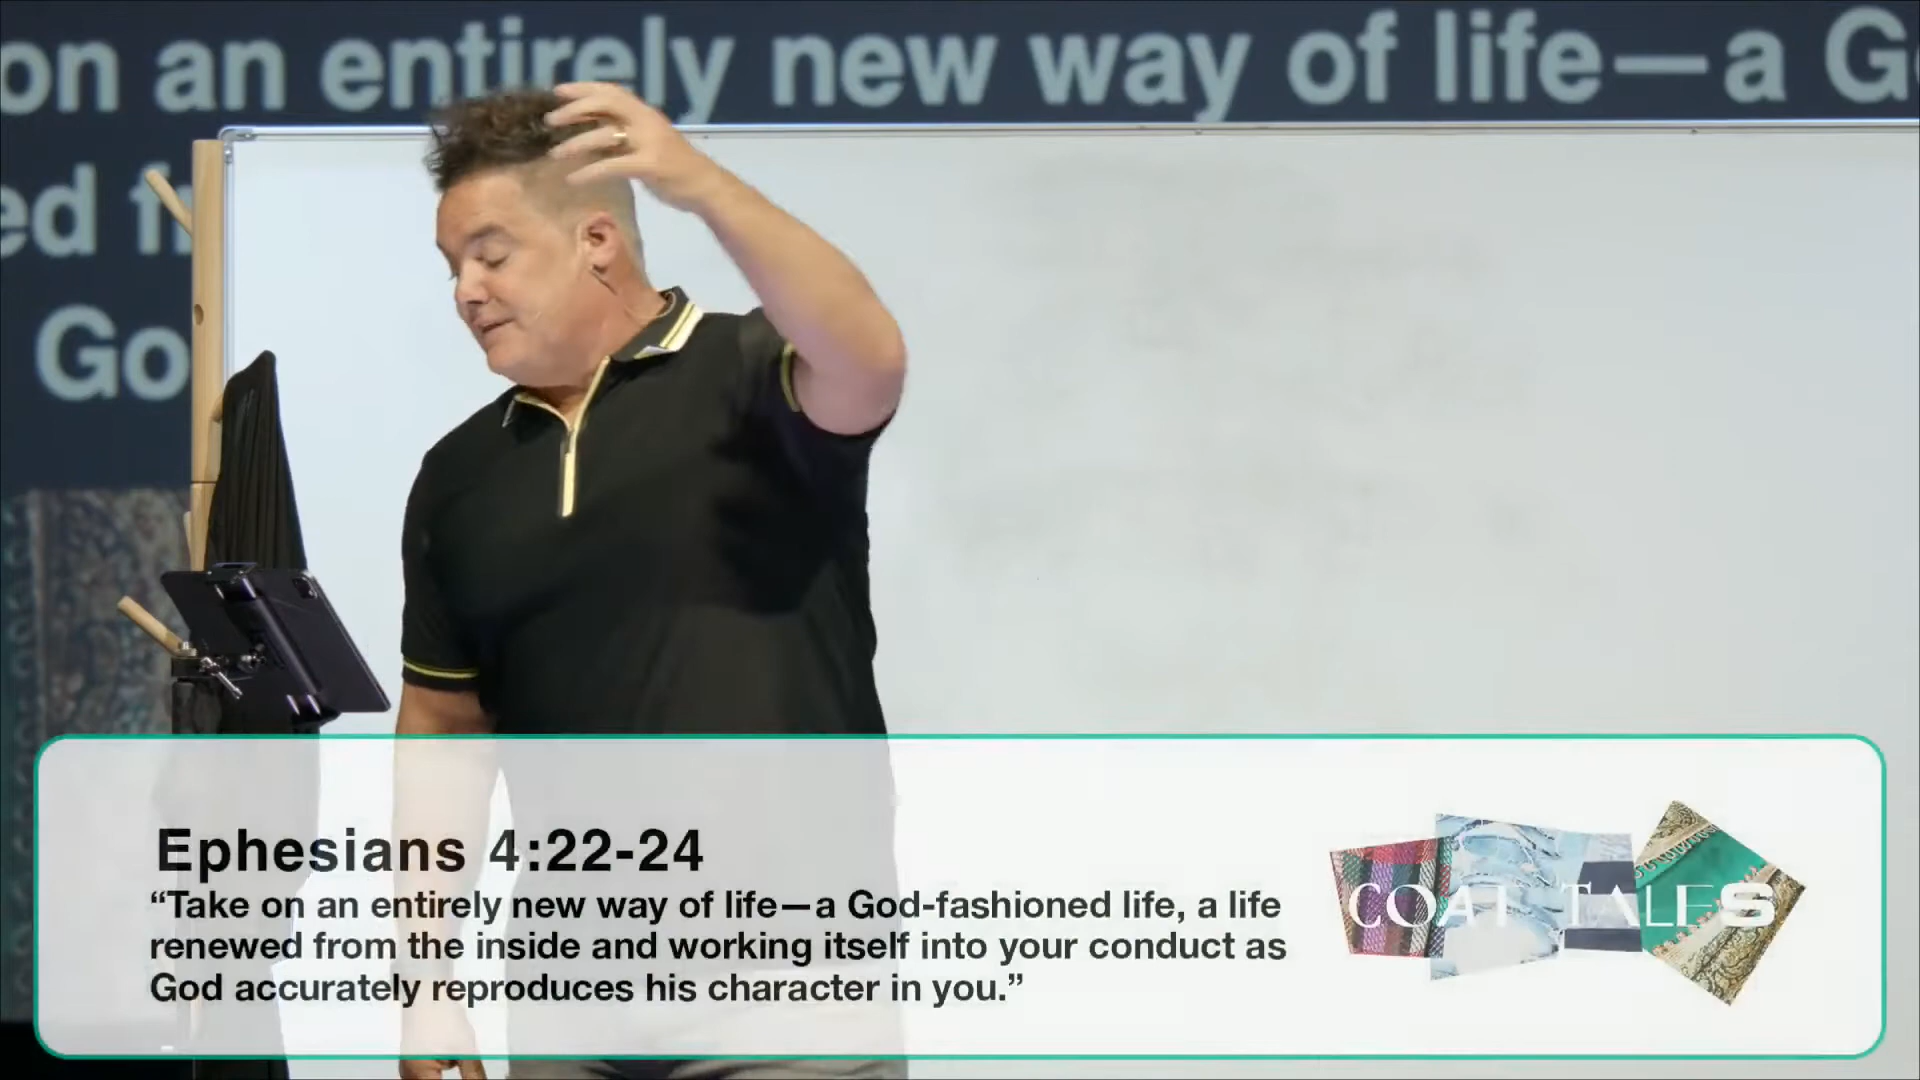 on an entirely new way of life—a G
ed f
Go
Ephesians 4:22-24
“Take on an entirely new way of life—a God-fashioned life, a life
renewed from the inside and working itself into your conduct as
God accurately reproduces his character in you.”
COAT TALES